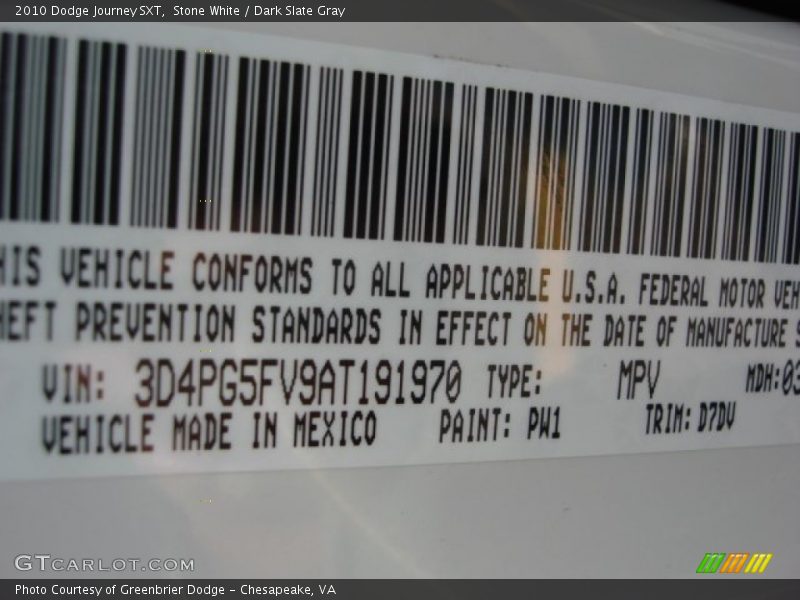 2010 Dodge Journey SXT, Stone White / Dark Slate Gray
HIS VEHICLE CONFORMS TO ALL APPLICABLE U.S.A. FEDERAL MOTOR VEH
HEFT PREVENTION STANDARDS IN EFFECT ON THE DATE OF MANUFACTURE S
VIN: 3D4PG5FV9AT191970 TYPE: MPV MDH:03
VEHICLE MADE IN MEXICO PAINT: PW1 TRIM: D7DV
GTCARLOT.COM
Photo Courtesy of Greenbrier Dodge - Chesapeake, VA